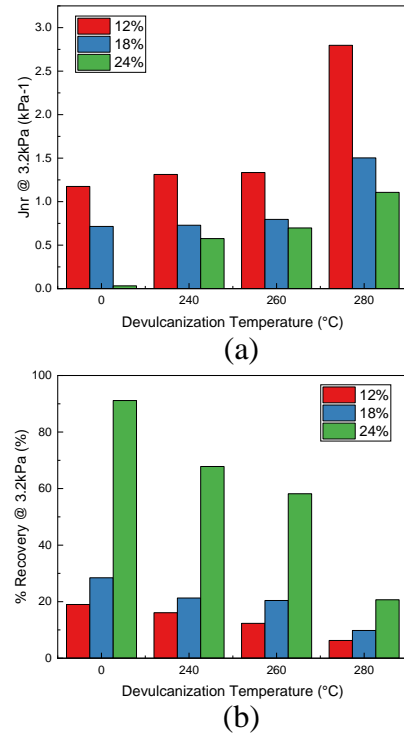 3.0
2.5
2.0
1.5
1.0
0.5
0.0
Jnr @ 3.2kPa (kPa-1)
12%
18%
24%
0 240 260 280
Devulcanization Temperature (°C)
(a)
100
80
60
40
20
0
% Recovery @ 3.2kPa (%)
12%
18%
24%
0 240 260 280
Devulcanization Temperature (°C)
(b)